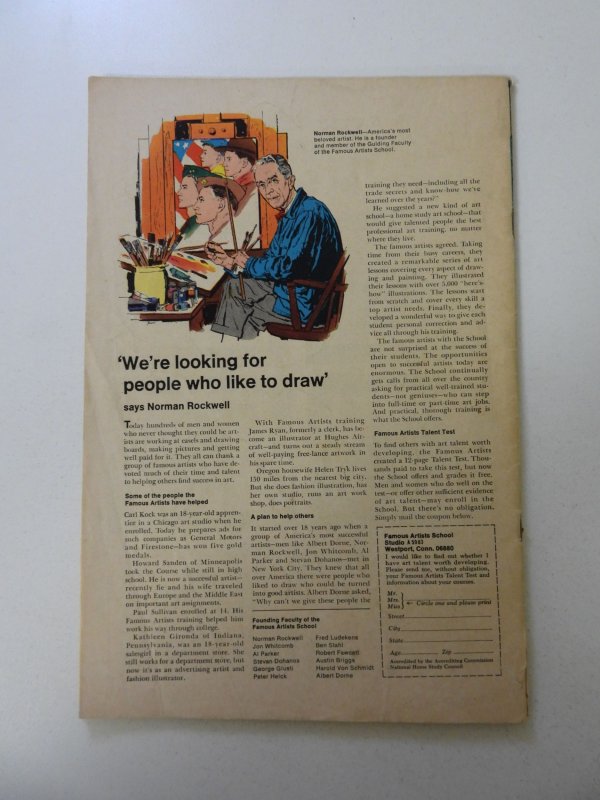 Norman Rockwell—America's most
beloved artist. He is a founder
and member of the Guiding Faculty
of the Famous Artists School.
'We're looking for
people who like to draw'
says Norman Rockwell
Today hundreds of men and women
who never thought they could be art-
ists are working at easels and drawing
boards, making pictures and getting
well paid for it. They all can thank a
group of famous artists who have de-
voted much of their time and talent
to helping others find success in art.
Some of the people the
Famous Artists have helped
Carl Kock was an 18-year-old appren-
tice in a Chicago art studio when he
enrolled. Today he prepares ads for
such companies as General Motors
and Firestone—has won five gold
medals.
Howard Sanden of Minneapolis
took the Course while still in high
school. He is now a successful artist—
recently he and his wife traveled
through Europe and the Middle East
on important art assignments.
Paul Sullivan enrolled at 14. His
Famous Artists training helped him
work his way through college.
Kathleen Gironda of Indiana,
Pennsylvania, was an 18-year-old
salesgirl in a department store. She
still works for a department store, but
now it's as an advertising artist and
fashion illustrator.
With Famous Artists training
James Ryan, formerly a clerk, has be-
come an illustrator at Hughes Air-
craft—and turns out a steady stream
of well-paying free-lance artwork in
his spare time.
Oregon housewife Helen Tryk lives
150 miles from the nearest big city.
But she does fashion illustration, has
her own studio, runs an art work
shop, does portraits.
A plan to help others
It started over 18 years ago when a
group of America's most successful
artists—men like Albert Dorne, Nor-
man Rockwell, Jon Whitcomb, Al
Parker and Stevan Dohanos—met in
New York City. They knew that all
over America there were people who
liked to draw who could be turned
into good artists. Albert Dorne asked,
"Why can't we give these people the
Founding Faculty of the
Famous Artists School
Norman Rockwell
Jon Whitcomb
Al Parker
Stevan Dohanos
George Giusti
Peter Helck
Fred Ludekens
Ben Stahl
Robert Fawcett
Austin Briggs
Harold Von Schmidt
Albert Dorne
training they need—including all the
trade secrets and know-how we've
learned over the years?"
He suggested a new kind of art
school—a home study art school—that
would give talented people the best
professional art training, no matter
where they live.
The famous artists agreed. Taking
time from their busy careers, they
created a remarkable series of art
lessons covering every aspect of draw-
ing and painting. They illustrated
their lessons with over 5,000 "here's
how" illustrations. The lessons start
from scratch and cover every skill a
top artist needs. Finally, they de-
veloped a wonderful way to give each
student personal correction and ad-
vice all through his training.
The famous artists with the School
are not surprised at the success of
their students. The opportunities
open to successful artists today are
enormous. The School continually
gets calls from all over the country
asking for practical well-trained stu-
dents—not geniuses—who can step
into full-time or part-time art jobs.
And practical, thorough training is
what the School offers.
Famous Artists Talent Test
To find others with art talent worth
developing, the Famous Artists
created a 12-page Talent Test. Thou-
sands paid to take this test, but now
the School offers and grades it free.
Men and women who do well on the
test—or offer other sufficient evidence
of art talent—may enroll in the
School. But there's no obligation.
Simply mail the coupon below.
Famous Artists School
Studio A 5983
Westport, Conn. 06880
I would like to find out whether I
have art talent worth developing.
Please send me, without obligation,
your Famous Artists Talent Test and
information about your courses.
Mr.
Mrs. Circle one and please print
Miss
Street
City
State
Age Zip
Accredited by the Accrediting Commission
National Home Study Council